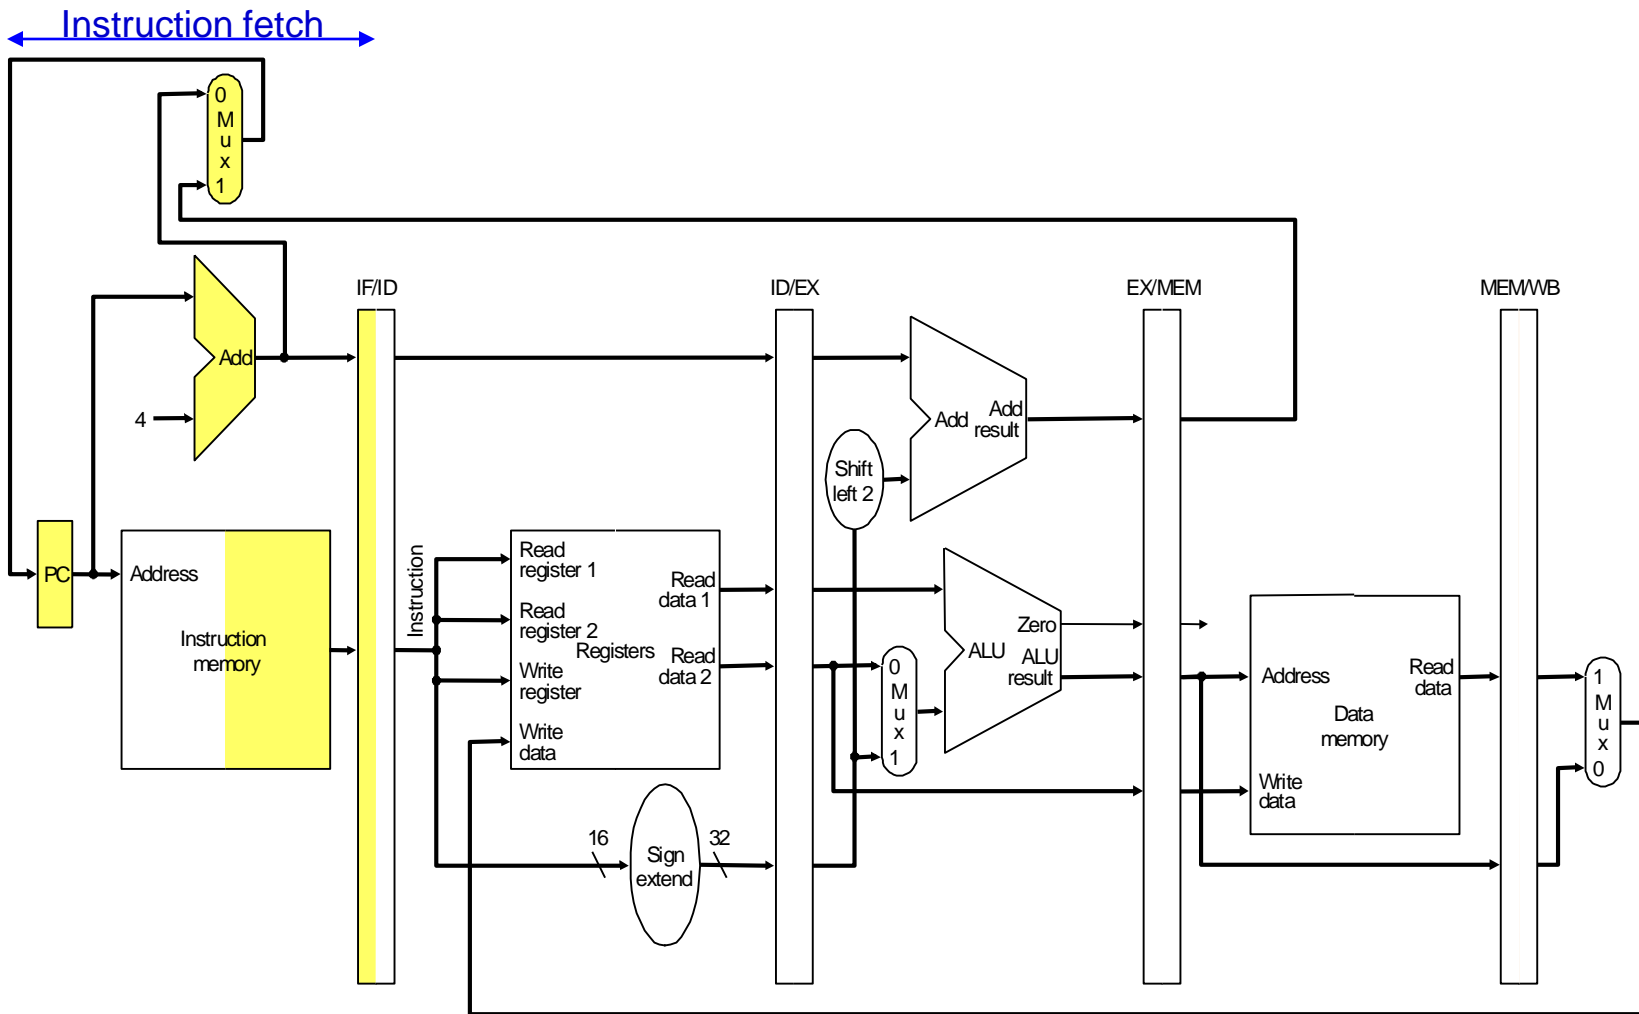 Instruction fetch
0
M
u
x
1
IF/ID
ID/EX
EX/MEM
MEM/WB
Add
4
Add
Add
result
Shift
left 2
PC
Address
Instruction
memory
Instruction
Read
register 1
Read
register 2
Registers
Write
register
Write
data
Read
data 1
Read
data 2
16
Sign
extend
32
0
M
u
x
1
Zero
ALU
ALU
result
Address
Read
data
Data
memory
Write
data
1
M
u
x
0